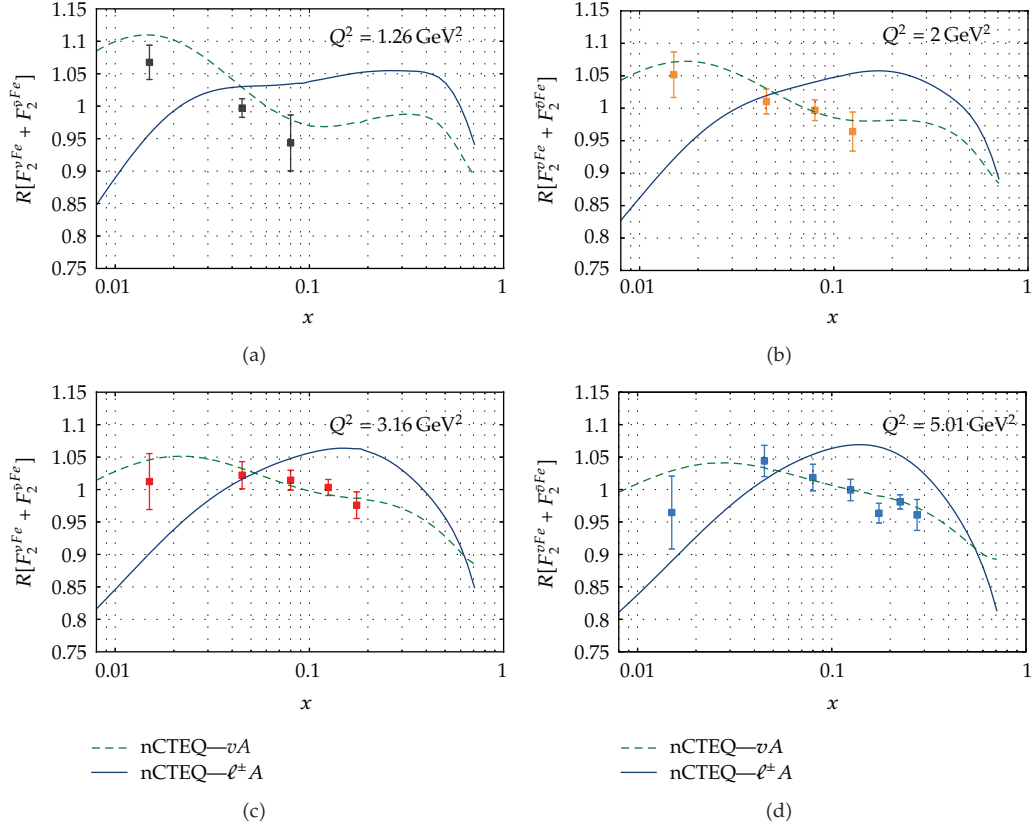 1.15
1.1
1.05
1
0.95
0.9
0.85
0.8
0.75
R[F₂^{νFe} + F₂^{ν̄Fe}]
Q² = 1.26 GeV²
0.01 0.1 1
x
(a)
1.15
1.1
1.05
1
0.95
0.9
0.85
0.8
0.75
R[F₂^{νFe} + F₂^{ν̄Fe}]
Q² = 2 GeV²
0.01 0.1 1
x
(b)
1.15
1.1
1.05
1
0.95
0.9
0.85
0.8
0.75
R[F₂^{νFe} + F₂^{ν̄Fe}]
Q² = 3.16 GeV²
0.01 0.1 1
x
nCTEQ—νA
nCTEQ—ℓ±A
(c)
1.15
1.1
1.05
1
0.95
0.9
0.85
0.8
0.75
R[F₂^{νFe} + F₂^{ν̄Fe}]
Q² = 5.01 GeV²
0.01 0.1 1
x
nCTEQ—νA
nCTEQ—ℓ±A
(d)